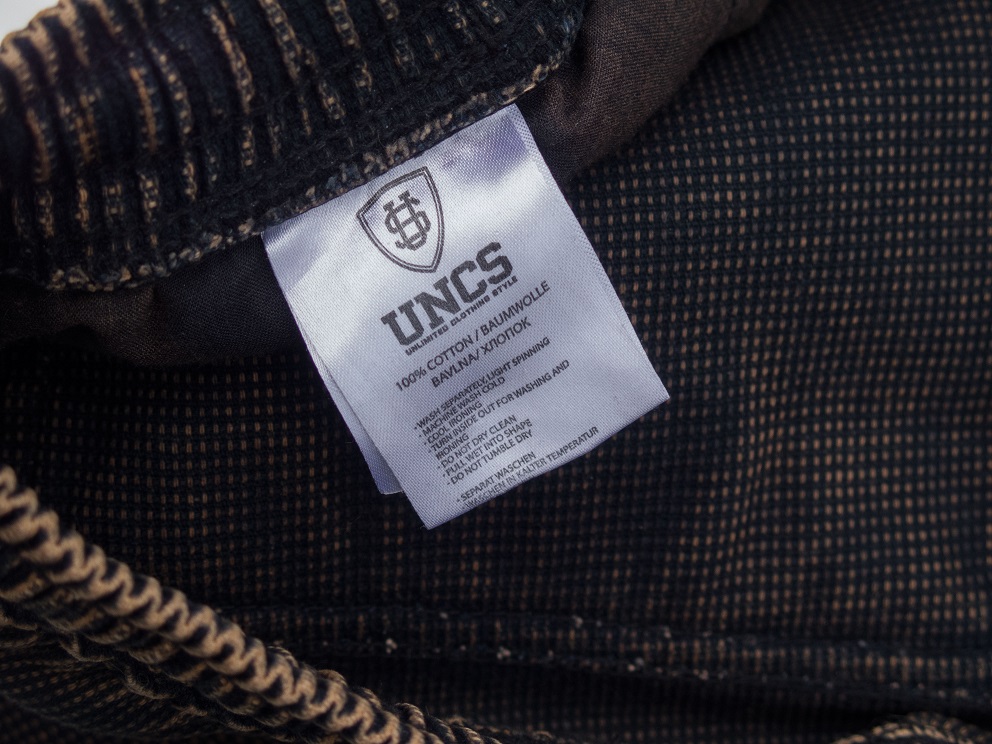 UNCS
UNLIMITED CLOTHING STYLE
100% COTTON / BAUMWOLLE
BAVLNA/ ХЛОПОК
• WASH SEPARATELY, LIGHT SPINNING
• MACHINE WASH COLD
• COOL IRONING
• TURN INSIDE OUT FOR WASHING AND
IRONING
• DO NOT DRY CLEAN
• PULL WET INTO SHAPE
• DO NOT TUMBLE DRY
• SEPARAT WASCHEN
WASCHEN IN KALTER TEMPERATUR